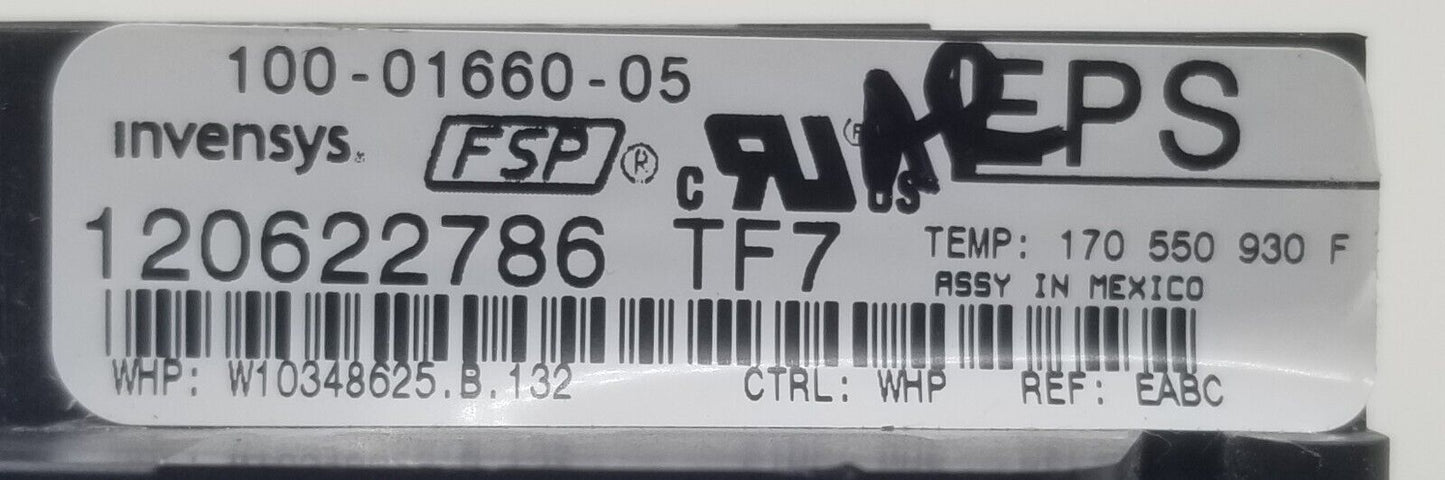 100-01660-05
invensys. FSP® c RU US EPS
120622786 TF7 TEMP: 170 550 930 F
ASSY IN MEXICO
WHP: W10348625.B.132 CTRL: WHP REF: EABC